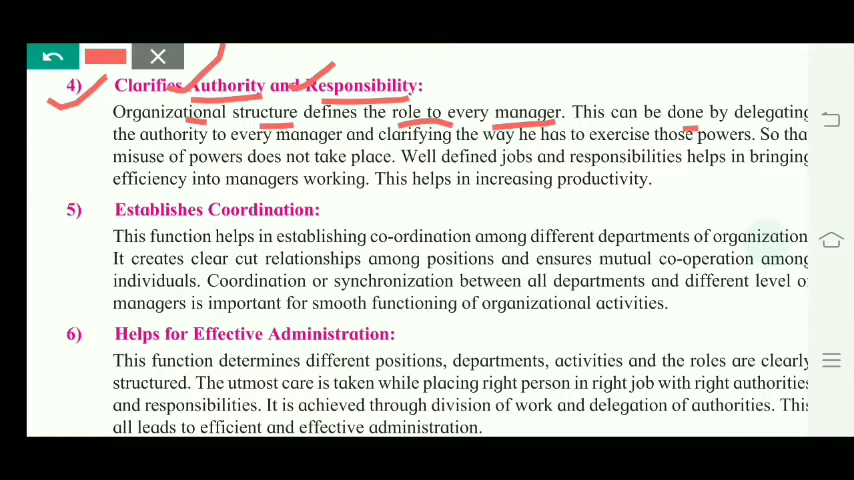 4) Clarifies Authority and Responsibility:
Organizational structure defines the role to every manager. This can be done by delegating
the authority to every manager and clarifying the way he has to exercise those powers. So tha
misuse of powers does not take place. Well defined jobs and responsibilities helps in bringing
efficiency into managers working. This helps in increasing productivity.
5) Establishes Coordination:
This function helps in establishing co-ordination among different departments of organization
It creates clear cut relationships among positions and ensures mutual co-operation among
individuals. Coordination or synchronization between all departments and different level o
managers is important for smooth functioning of organizational activities.
6) Helps for Effective Administration:
This function determines different positions, departments, activities and the roles are clearly
structured. The utmost care is taken while placing right person in right job with right authorities
and responsibilities. It is achieved through division of work and delegation of authorities. This
all leads to efficient and effective administration.